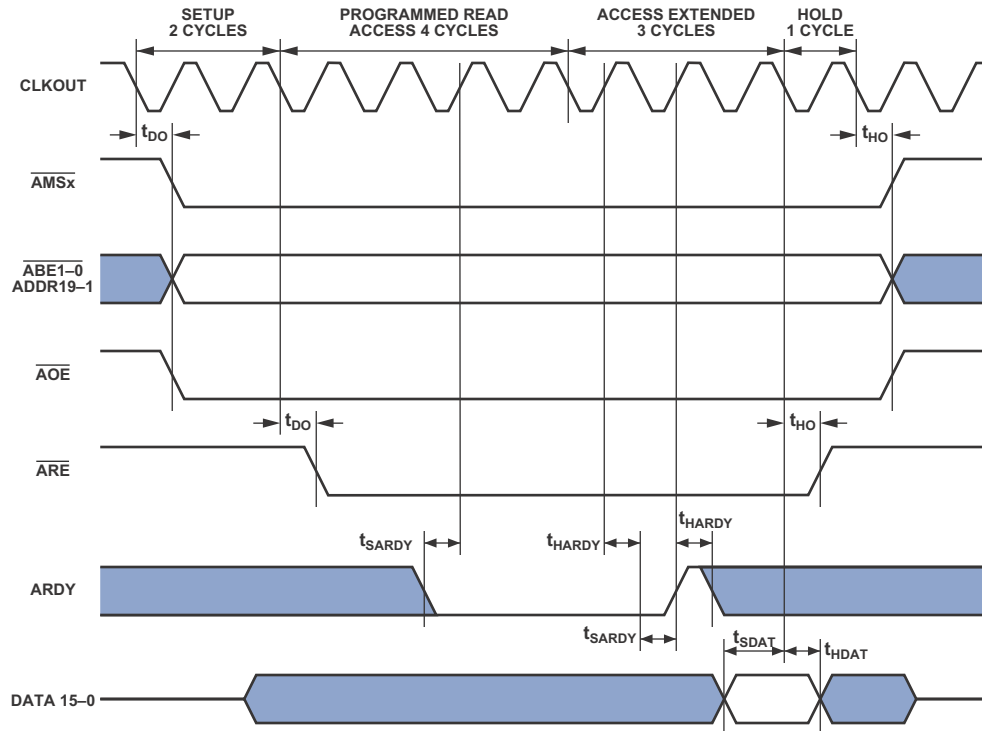 SETUP
2 CYCLES
PROGRAMMED READ
ACCESS 4 CYCLES
ACCESS EXTENDED
3 CYCLES
HOLD
1 CYCLE
CLKOUT
tDO
tHO
AMSx
ABE1–0
ADDR19–1
AOE
tDO
tHO
ARE
tSARDY
tHARDY
tHARDY
ARDY
tSARDY
tSDAT
tHDAT
DATA 15–0